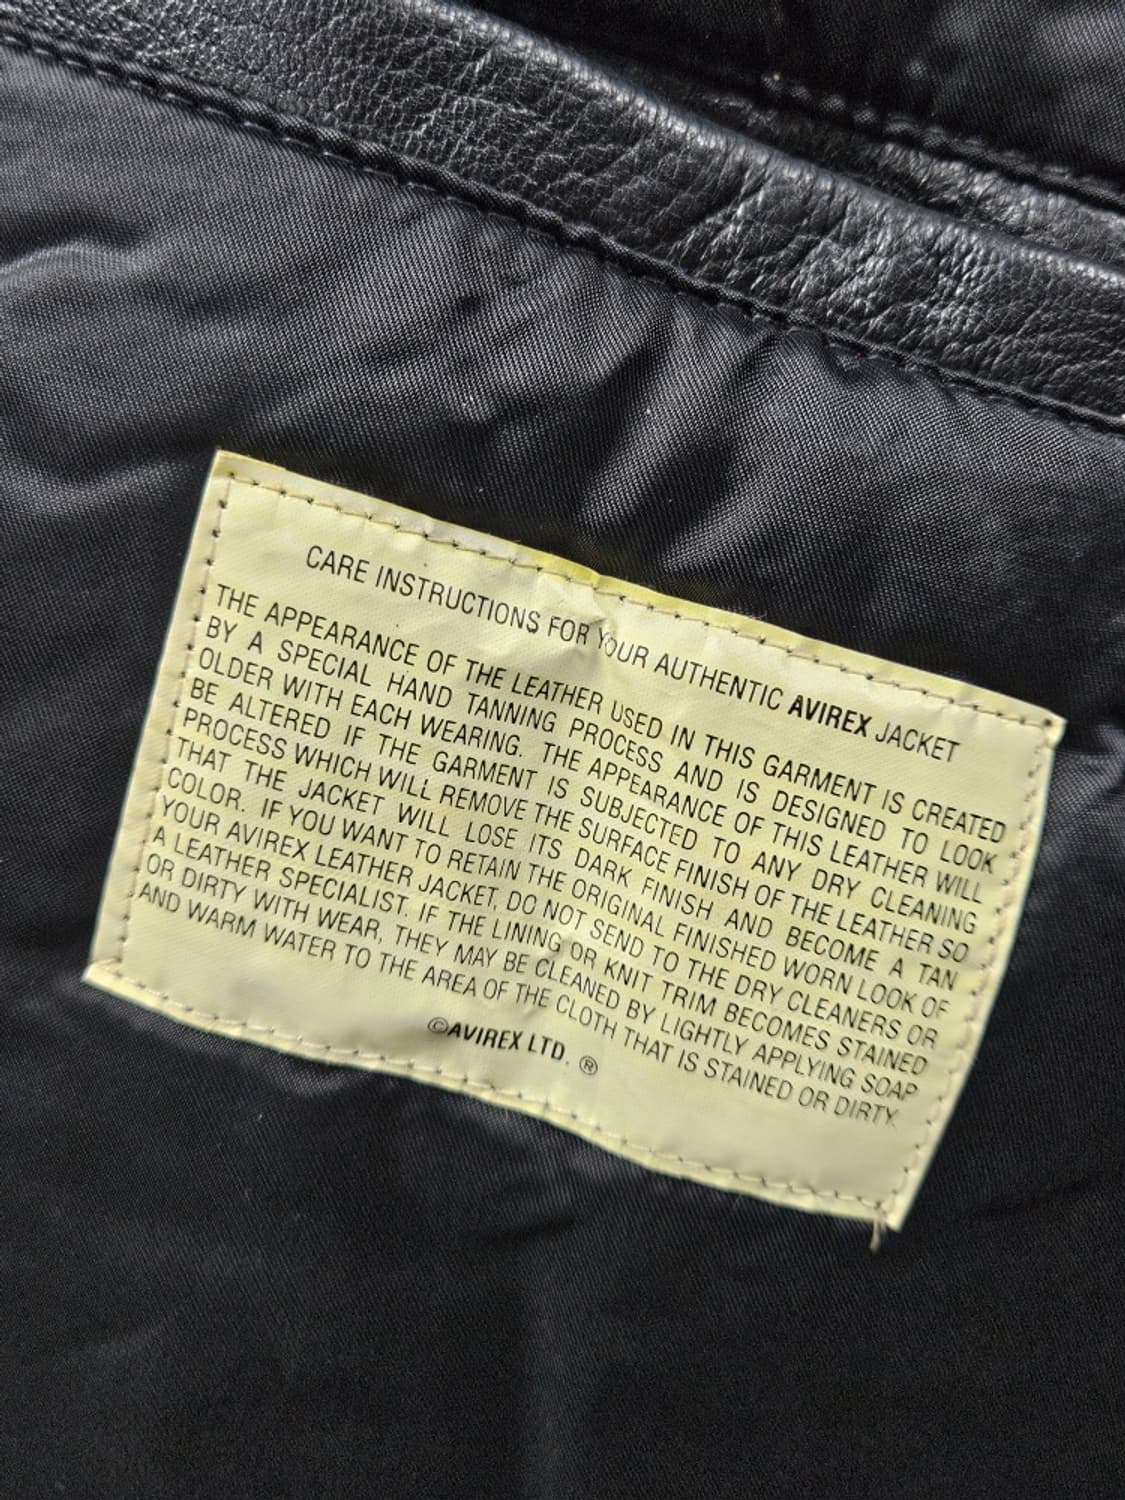 CARE INSTRUCTIONS FOR YOUR AUTHENTIC AVIREX JACKET
THE APPEARANCE OF THE LEATHER USED IN THIS GARMENT IS CREATED
BY A SPECIAL HAND TANNING PROCESS AND IS DESIGNED TO LOOK
OLDER WITH EACH WEARING. THE APPEARANCE OF THIS LEATHER WILL
BE ALTERED IF THE GARMENT IS SUBJECTED TO ANY DRY CLEANING
PROCESS WHICH WILL REMOVE THE SURFACE FINISH OF THE LEATHER SO
THAT THE JACKET WILL LOSE ITS DARK FINISH AND BECOME A TAN
COLOR. IF YOU WANT TO RETAIN THE ORIGINAL FINISHED WORN LOOK OF
YOUR AVIREX LEATHER JACKET, DO NOT SEND TO THE DRY CLEANERS OR
A LEATHER SPECIALIST. IF THE LINING OR KNIT TRIM BECOMES STAINED
OR DIRTY WITH WEAR, THEY MAY BE CLEANED BY LIGHTLY APPLYING SOAP
AND WARM WATER TO THE AREA OF THE CLOTH THAT IS STAINED OR DIRTY.
©AVIREX LTD. ®